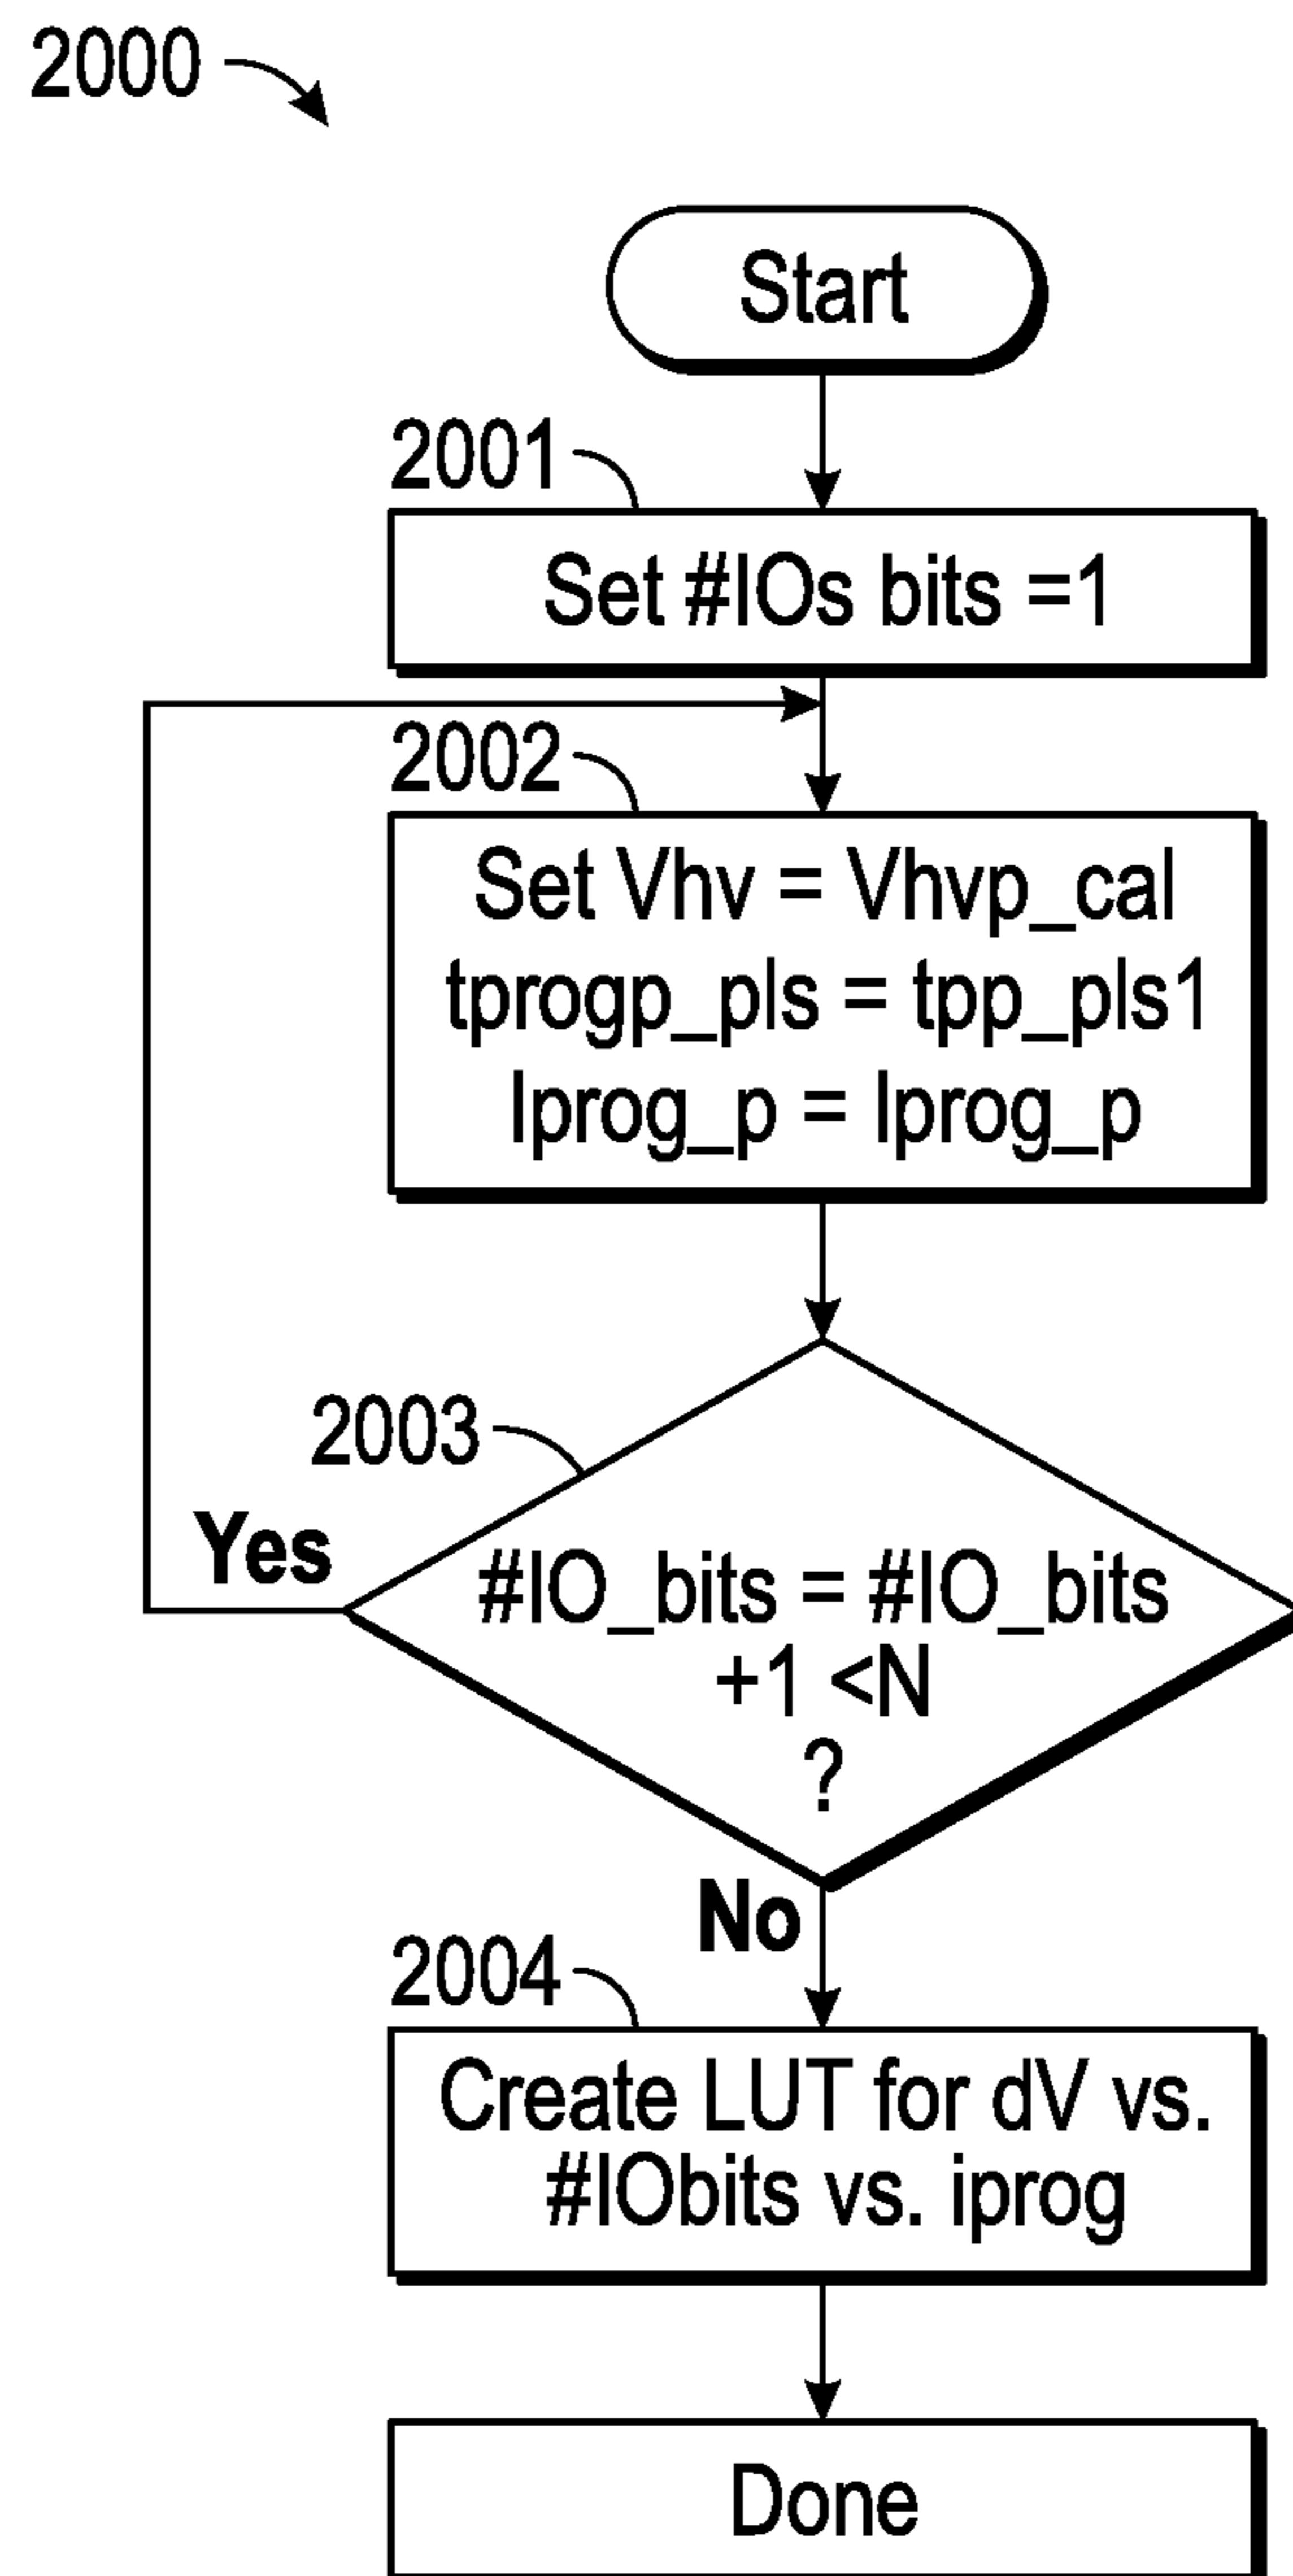 2000
Start
2001
Set #IOs bits =1
2002
Set Vhv = Vhvp_cal
tprogp_pls = tpp_pls1
Iprog_p = Iprog_p
2003
Yes
#IO_bits = #IO_bits
+1 <N
?
No
2004
Create LUT for dV vs.
#IObits vs. iprog
Done